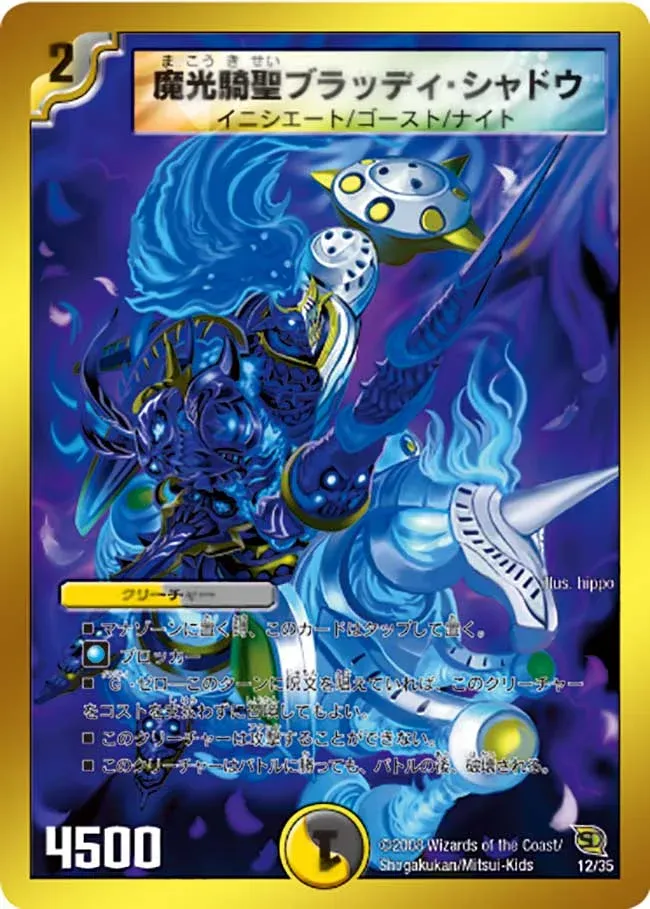 2
ま こう き せい
魔光騎聖ブラッディ・シャドウ
イニシエート/ゴースト/ナイト
illus. hippo
クリーチャー
■ マナゾーンに置く時、このカードはタップして置く。
ブロッカー
■ G・ゼローこのターンに呪文を唱えていれば、このクリーチャー
をコストを支払わずに召喚してもよい。
■ このクリーチャーは攻撃することができない。
■ このクリーチャーはバトルに勝っても、バトルの後、破壊される。
4500
1
©2008 Wizards of the Coast/
Shogakukan/Mitsui-Kids
SD
12/35